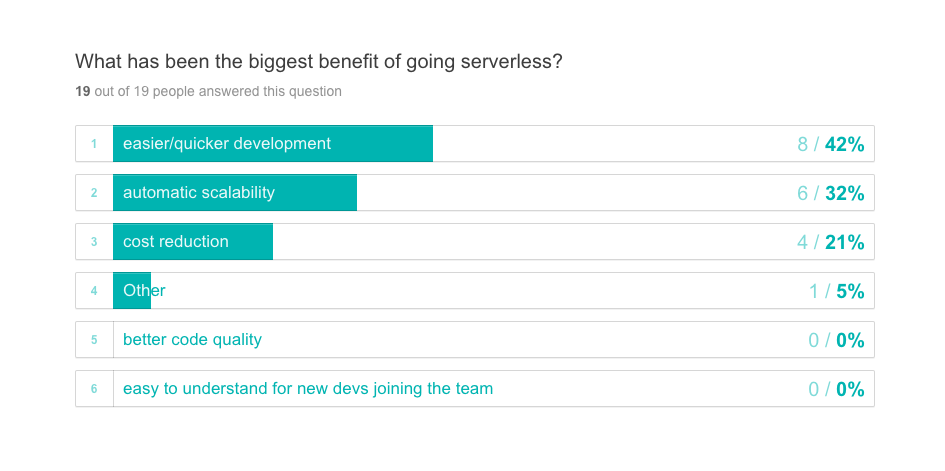 What has been the biggest benefit of going serverless?
19 out of 19 people answered this question
1 easier/quicker development 8 / 42%
2 automatic scalability 6 / 32%
3 cost reduction 4 / 21%
4 Other 1 / 5%
5 better code quality 0 / 0%
6 easy to understand for new devs joining the team 0 / 0%